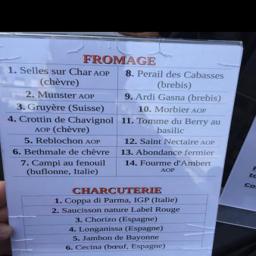 FROMAGE
1. Selles sur Char AOP
(chèvre)
2. Munster AOP
3. Gruyère (Suisse)
4. Crottin de Chavignol
AOP (chèvre)
5. Reblochon AOP
6. Bethmale de chèvre
7. Campi au fenouil
(buflonne, Italie)
8. Perail des Cabasses
(brebis)
9. Ardi Gasna (brebis)
10. Morbier AOP
11. Tomme du Berry au
basilic
12. Saint Nectaire AOP
13. Abondance fermier
14. Fourme d'Ambert
AOP
CHARCUTERIE
1. Coppa di Parma, IGP (Italie)
2. Saucisson nature Label Rouge
3. Chorizo (Espagne)
4. Longanissa (Espagne)
5. Jambon de Bayonne
6. Cecina (bœuf, Espagne)